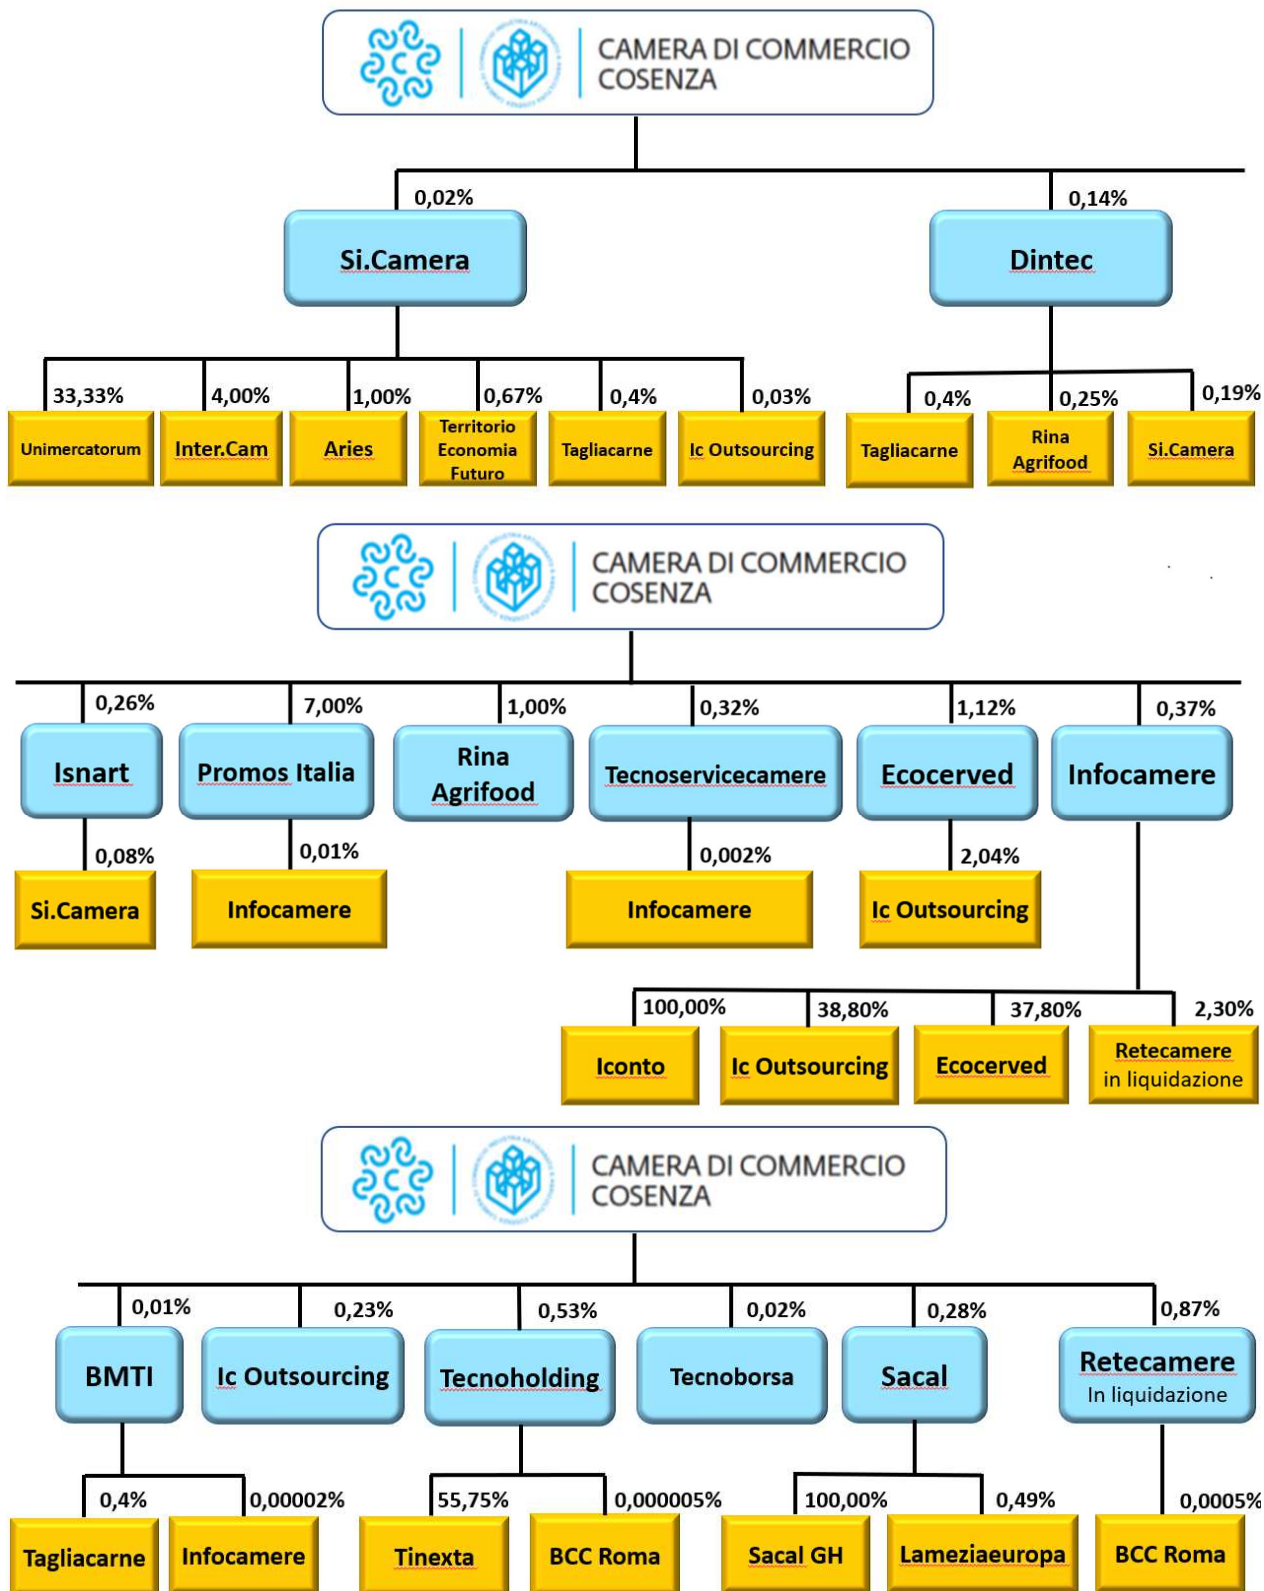 CAMERA DI COMMERCIO
COSENZA
0,02%
0,14%
Si.Camera
Dintec
33,33%
4,00%
1,00%
0,67%
0,4%
0,03%
0,4%
0,25%
0,19%
Unimercatorum
Inter.Cam
Aries
Territorio
Economia
Futuro
Tagliacarne
Ic Outsourcing
Tagliacarne
Rina
Agrifood
Si.Camera
CAMERA DI COMMERCIO
COSENZA
0,26%
7,00%
1,00%
0,32%
1,12%
0,37%
Isnart
Promos Italia
Rina
Agrifood
Tecnoservicecamere
Ecocerved
Infocamere
0,08%
0,01%
0,002%
2,04%
Si.Camera
Infocamere
Infocamere
Ic Outsourcing
100,00%
38,80%
37,80%
2,30%
Iconto
Ic Outsourcing
Ecocerved
Retecamere
in liquidazione
CAMERA DI COMMERCIO
COSENZA
0,01%
0,23%
0,53%
0,02%
0,28%
0,87%
BMTI
Ic Outsourcing
Tecnoholding
Tecnoborsa
Sacal
Retecamere
In liquidazione
0,4%
0,00002%
55,75%
0,000005%
100,00%
0,49%
0,0005%
Tagliacarne
Infocamere
Tinexta
BCC Roma
Sacal GH
Lameziaeuropa
BCC Roma